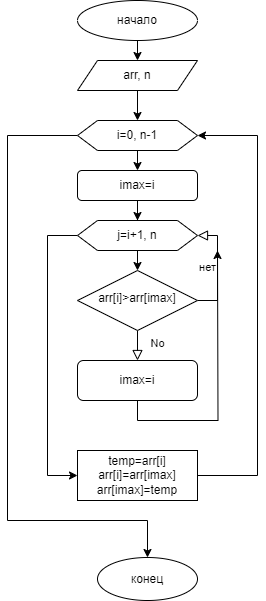 начало
arr, n
i=0, n-1
imax=i
j=i+1, n
arr[i]>arr[imax]
нет
No
imax=i
temp=arr[i]
arr[i]=arr[imax]
arr[imax]=temp
конец